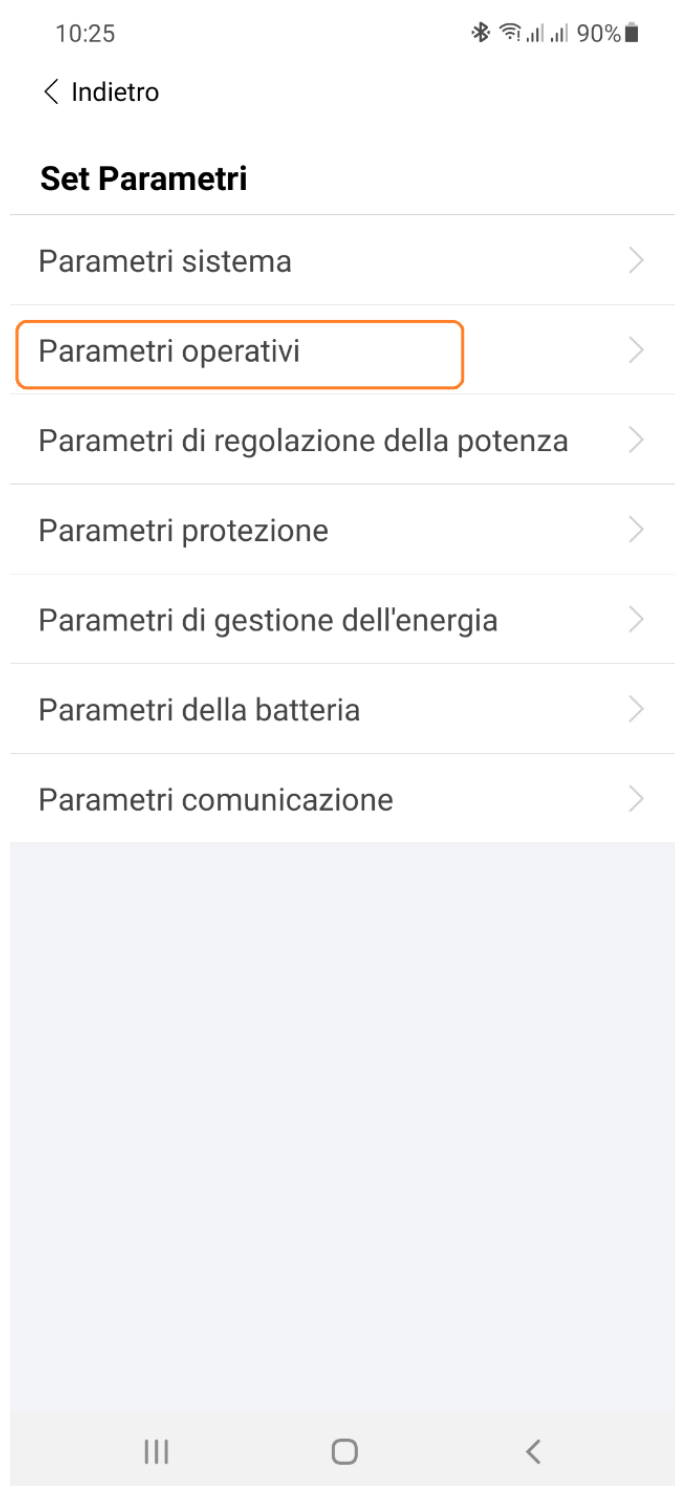 10:25 90%
Indietro
Set Parametri
Parametri sistema
Parametri operativi
Parametri di regolazione della potenza
Parametri protezione
Parametri di gestione dell'energia
Parametri della batteria
Parametri comunicazione